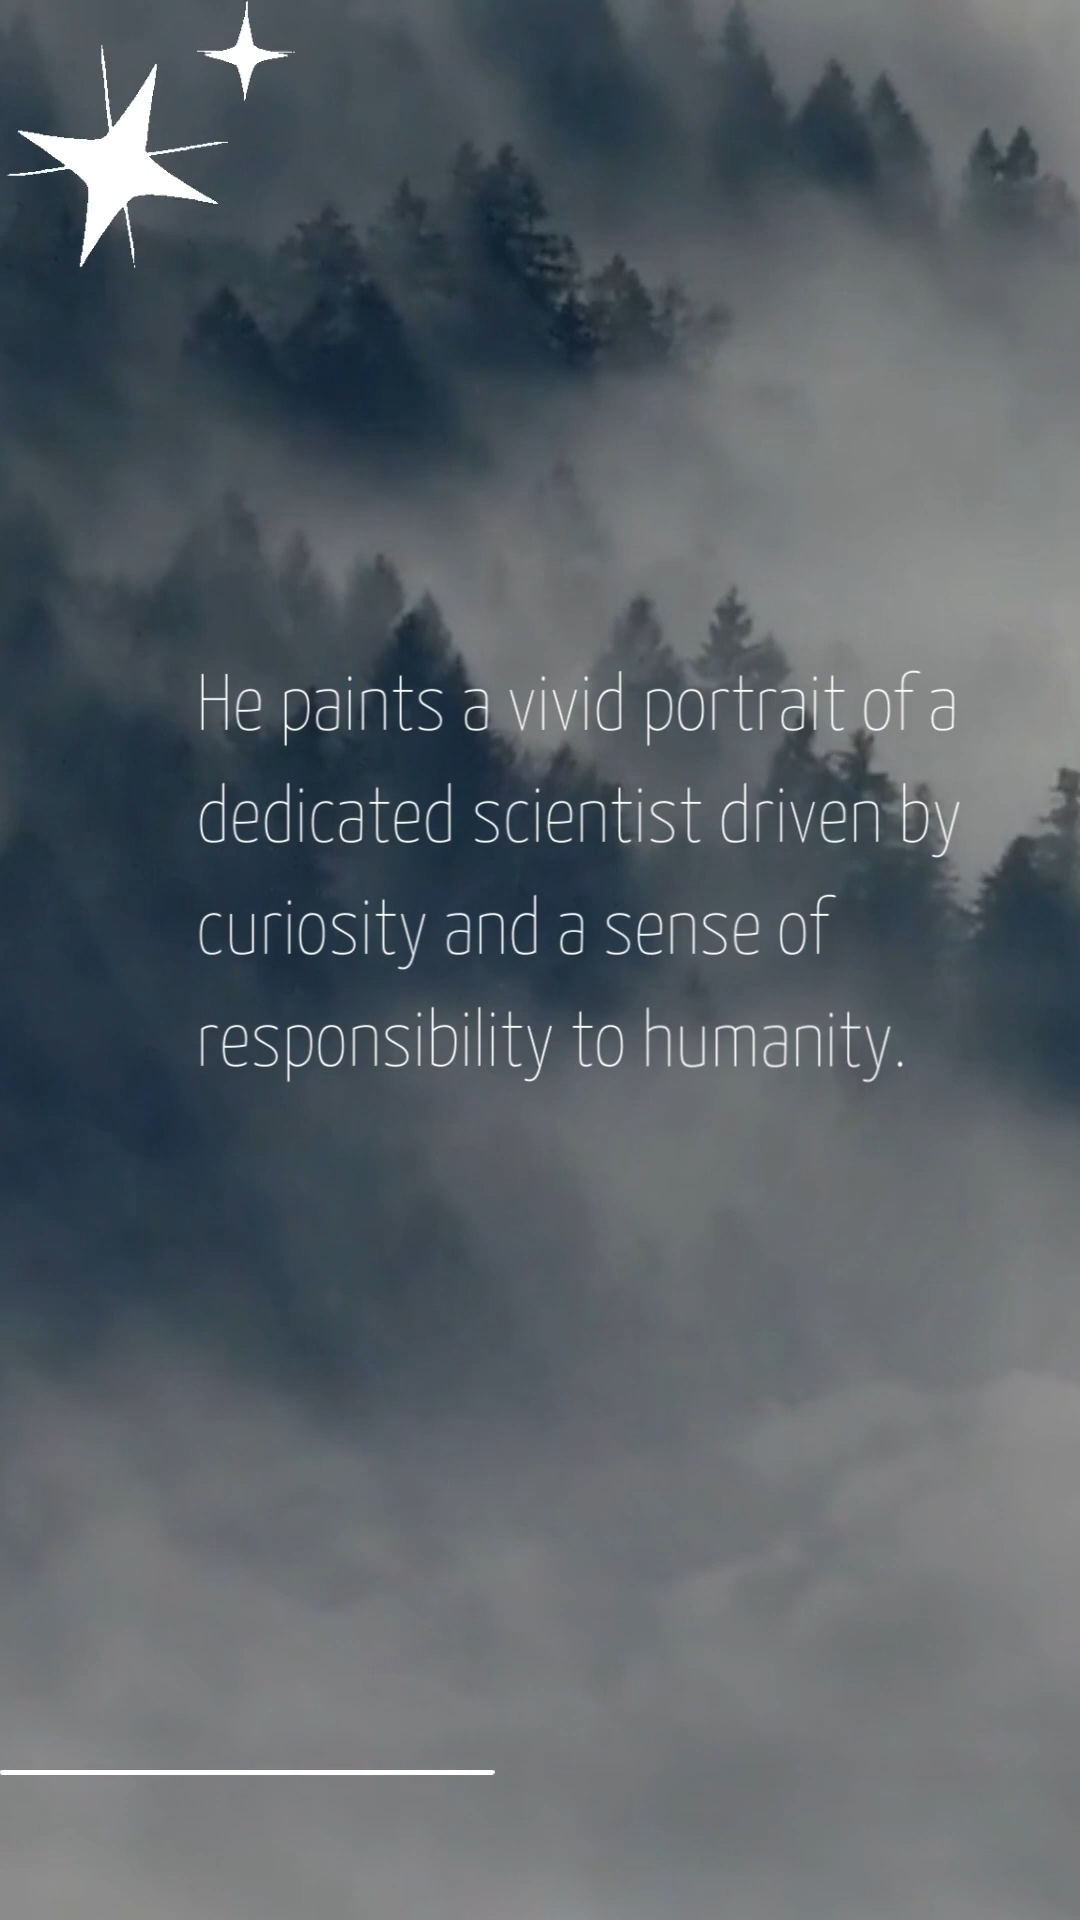 He paints a vivid portrait of a
dedicated scientist driven by
curiosity and a sense of
responsibility to humanity.